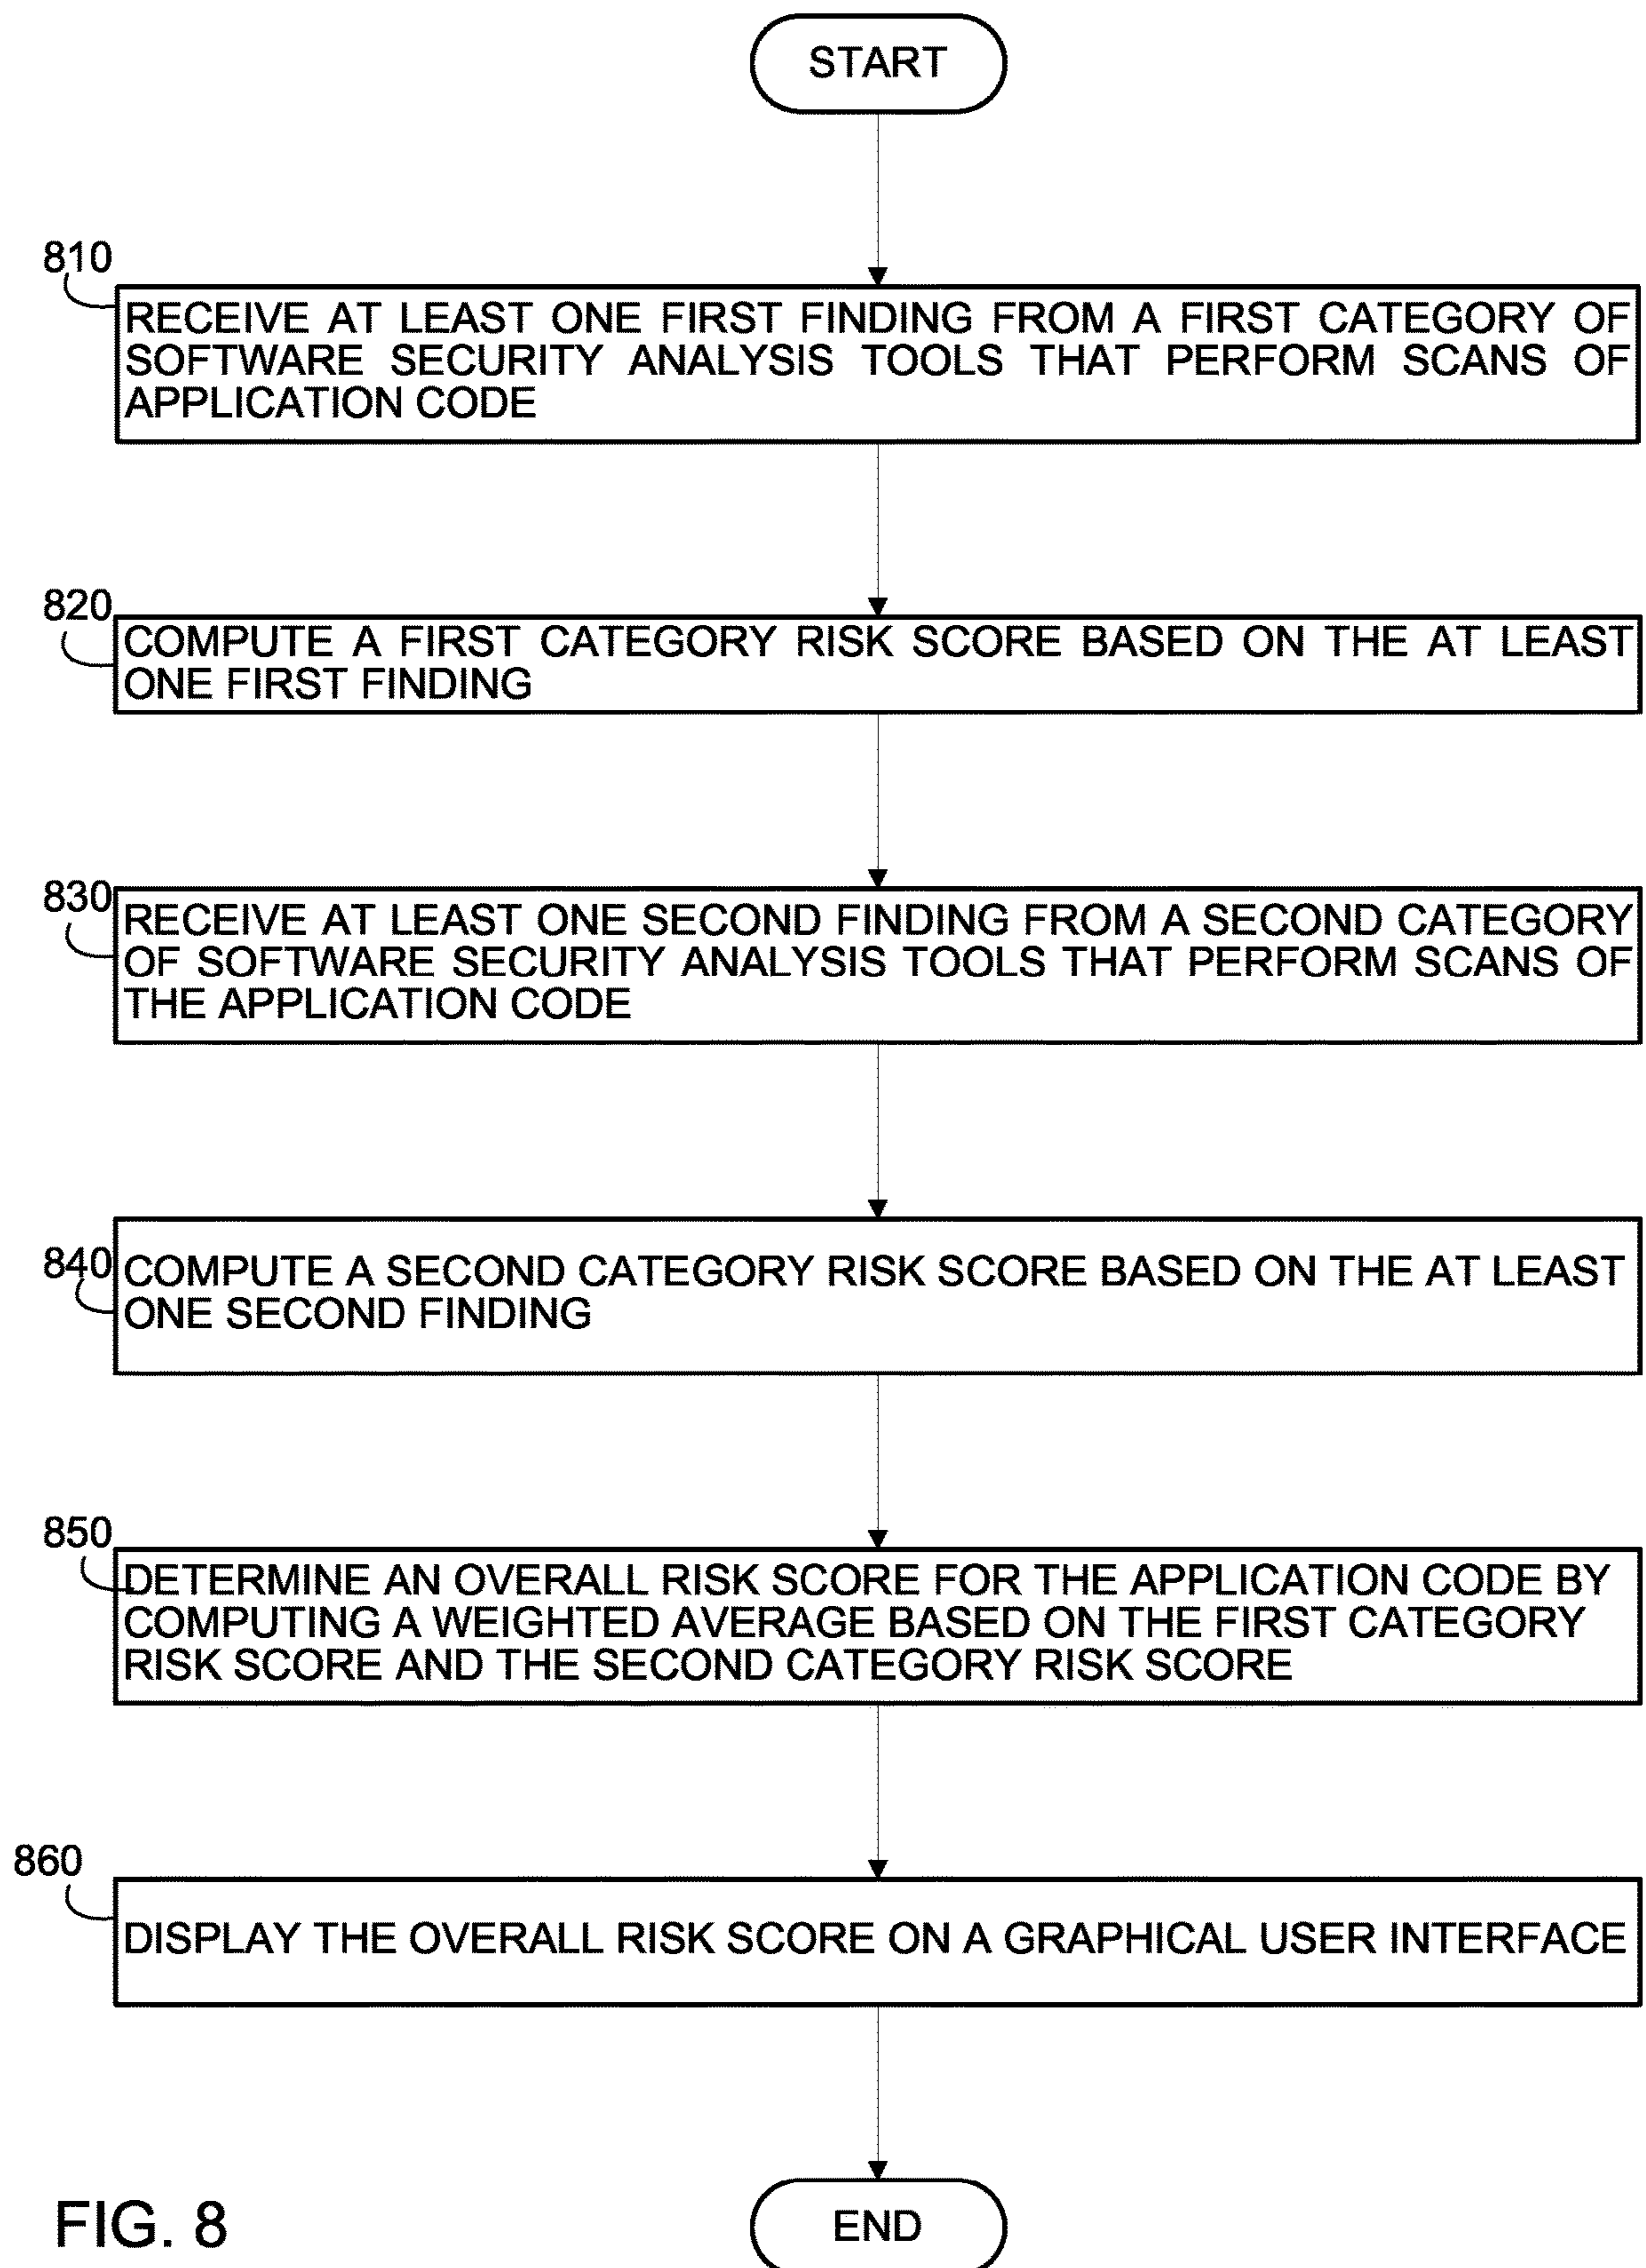 START
810
RECEIVE AT LEAST ONE FIRST FINDING FROM A FIRST CATEGORY OF
SOFTWARE SECURITY ANALYSIS TOOLS THAT PERFORM SCANS OF
APPLICATION CODE
820
COMPUTE A FIRST CATEGORY RISK SCORE BASED ON THE AT LEAST
ONE FIRST FINDING
830
RECEIVE AT LEAST ONE SECOND FINDING FROM A SECOND CATEGORY
OF SOFTWARE SECURITY ANALYSIS TOOLS THAT PERFORM SCANS OF
THE APPLICATION CODE
840
COMPUTE A SECOND CATEGORY RISK SCORE BASED ON THE AT LEAST
ONE SECOND FINDING
850
DETERMINE AN OVERALL RISK SCORE FOR THE APPLICATION CODE BY
COMPUTING A WEIGHTED AVERAGE BASED ON THE FIRST CATEGORY
RISK SCORE AND THE SECOND CATEGORY RISK SCORE
860
DISPLAY THE OVERALL RISK SCORE ON A GRAPHICAL USER INTERFACE
END
FIG. 8